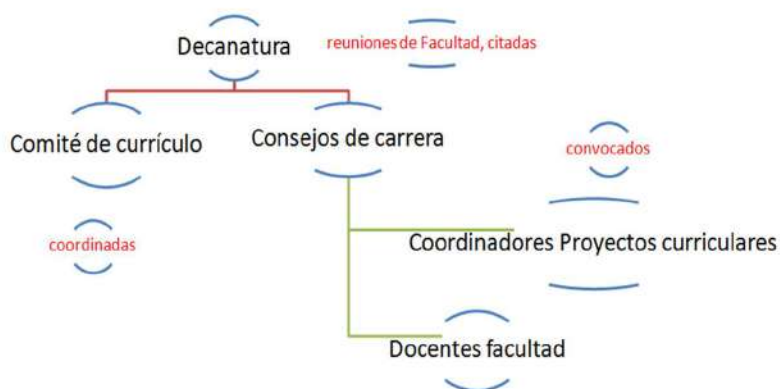 Decanatura
reuniones de Facultad, citadas
Comité de currículo
Consejos de carrera
convocados
coordinadas
Coordinadores Proyectos curriculares
Docentes facultad